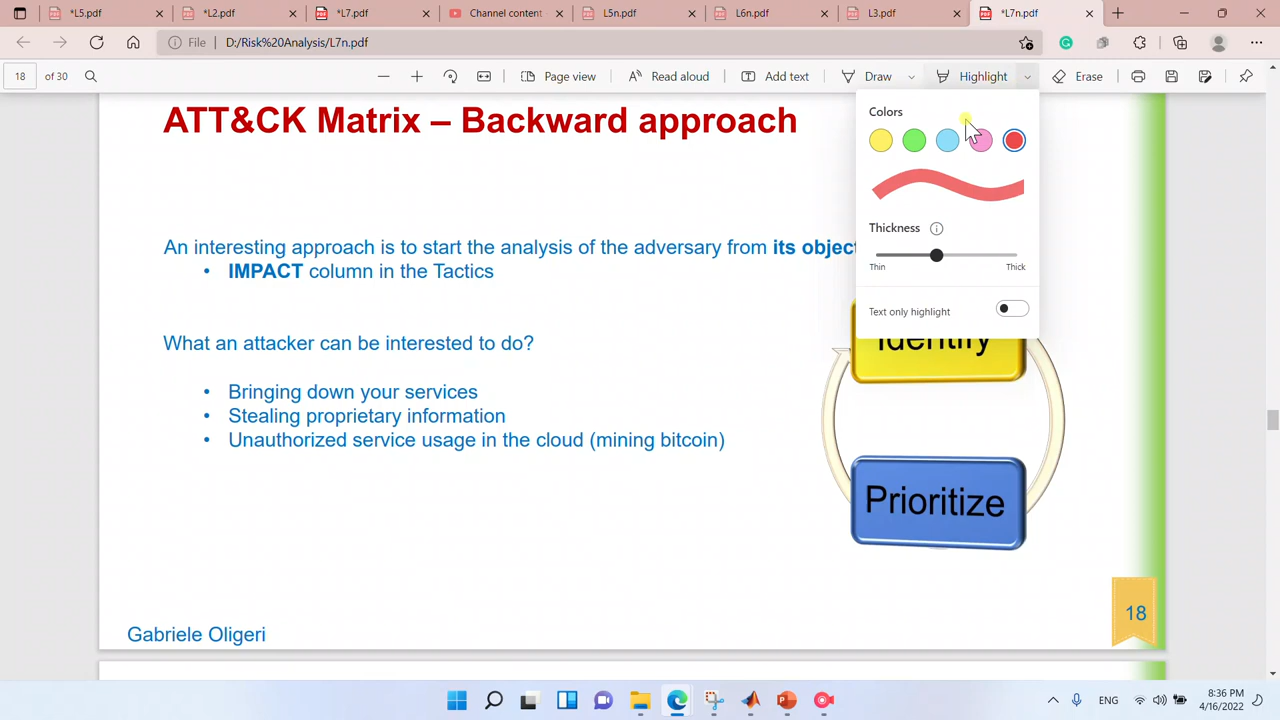 *L5.pdf
*L2.pdf
*L7.pdf
Channel content
L5n.pdf
L6n.pdf
L3.pdf
*L7n.pdf
File
D:/Risk%20Analysis/L7n.pdf
18 of 30
Page view
Read aloud
Add text
Draw
Highlight
Erase
Colors
Thickness
Thin
Thick
Text only highlight
ATT&CK Matrix – Backward approach
An interesting approach is to start the analysis of the adversary from its object
• IMPACT column in the Tactics
What an attacker can be interested to do?
• Bringing down your services
• Stealing proprietary information
• Unauthorized service usage in the cloud (mining bitcoin)
Identify
Prioritize
18
Gabriele Oligeri
ENG
8:36 PM
4/16/2022